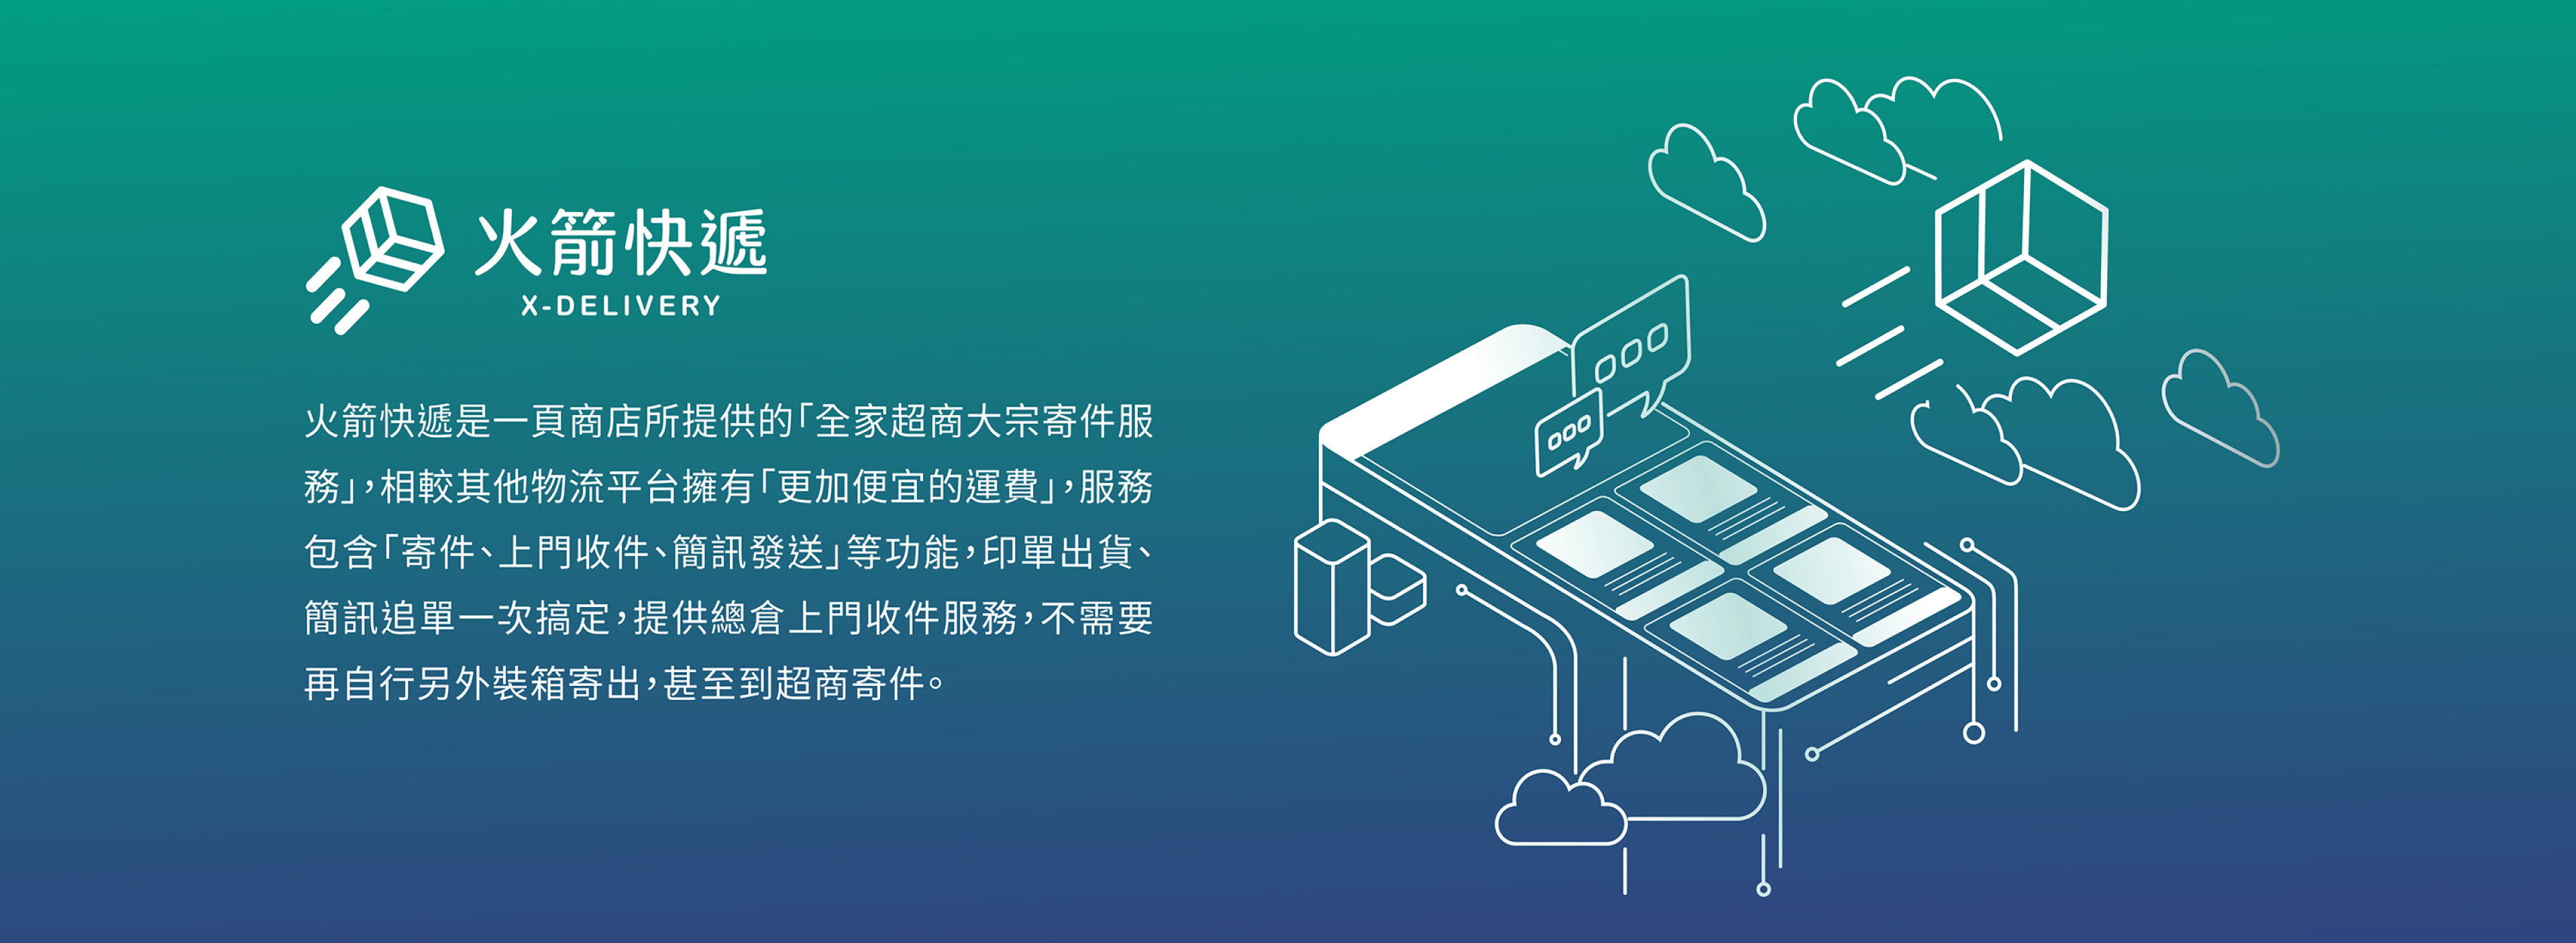 火箭快遞
X-DELIVERY
火箭快遞是一頁商店所提供的「全家超商大宗寄件服
務」，相較其他物流平台擁有「更加便宜的運費」，服務
包含「寄件、上門收件、簡訊發送」等功能，印單出貨、
簡訊追單一次搞定，提供總倉上門收件服務，不需要
再自行另外裝箱寄出，甚至到超商寄件。